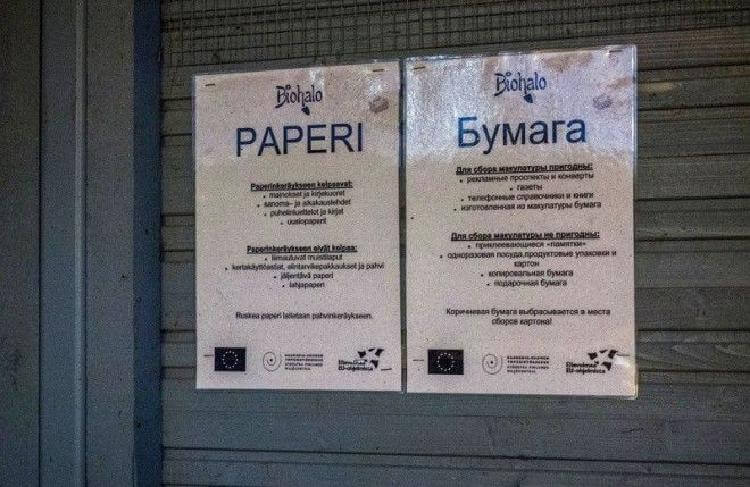 Biohalo
PAPERI
Paperinkeräykseen kelpaavat:
mainokset ja kirjekuoret
sanoma- ja aikakauslehdet
puhelinluettelot ja kirjat
uusiopaperi
Paperinkeräykseen eivät kelpaa:
liimautuvat muistilaput
kertakäyttöastiat, elintarvikepakkaukset ja pahvi
jäljentävä paperi
lahjapaperi
Ruskea paperi laitetaan pahvinkeräykseen.
Biohalo
Бумага
Для сбора макулатуры пригодны:
рекламные проспекты и конверты
газеты
телефонные справочники и книги
изготовленная из макулатуры бумага
Для сбора макулатуры не пригодны:
приклеивающиеся «памятки»
одноразовая посуда, продуктовые упаковки и
картон
копировальная бумага
подарочная бумага
Коричневая бумага выбрасывается в места
сборов картона!